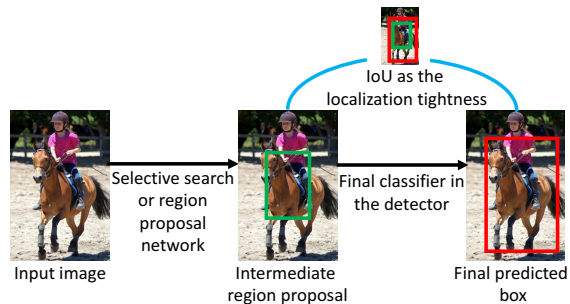 IoU as the
localization tightness
Selective search
or region
proposal
network
Final classifier in
the detector
Input image
Intermediate
region proposal
Final predicted
box